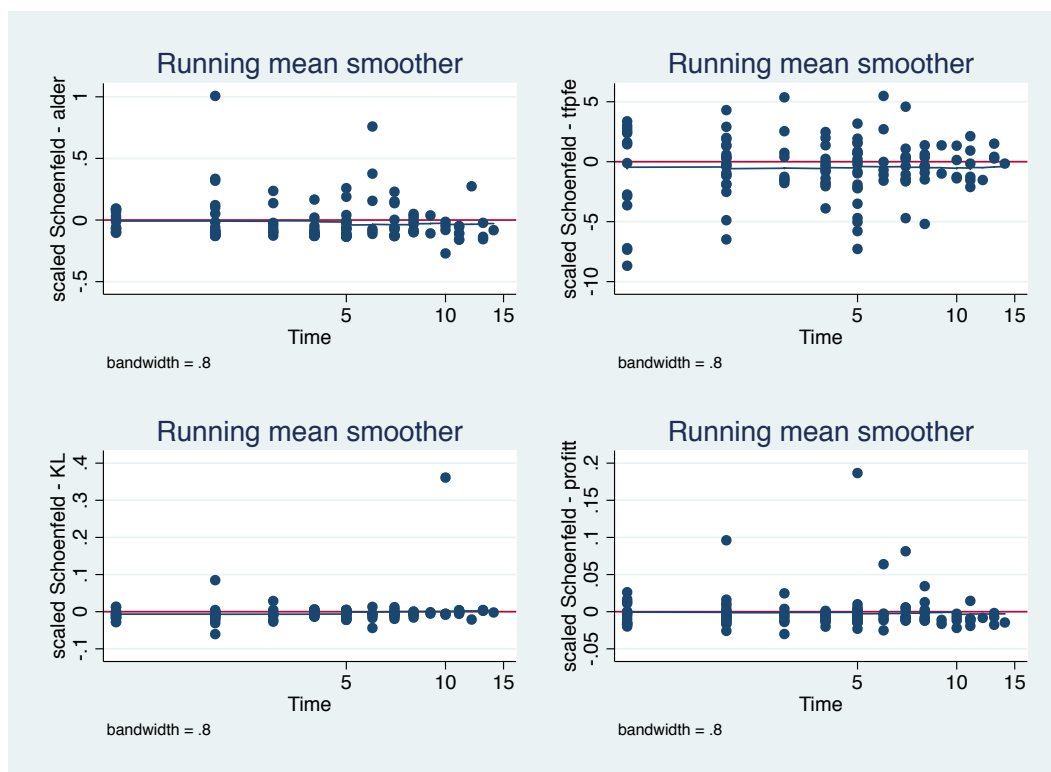 Running mean smoother
scaled Schoenfeld - alder
1
.5
0
-.5
5
10
15
Time
bandwidth = .8
Running mean smoother
scaled Schoenfeld - tfpfe
5
0
-5
-10
5
10
15
Time
bandwidth = .8
Running mean smoother
scaled Schoenfeld - KL
.4
.3
.2
.1
0
-.1
5
10
15
Time
bandwidth = .8
Running mean smoother
scaled Schoenfeld - profitt
.2
.15
.1
.05
0
-.05
5
10
15
Time
bandwidth = .8